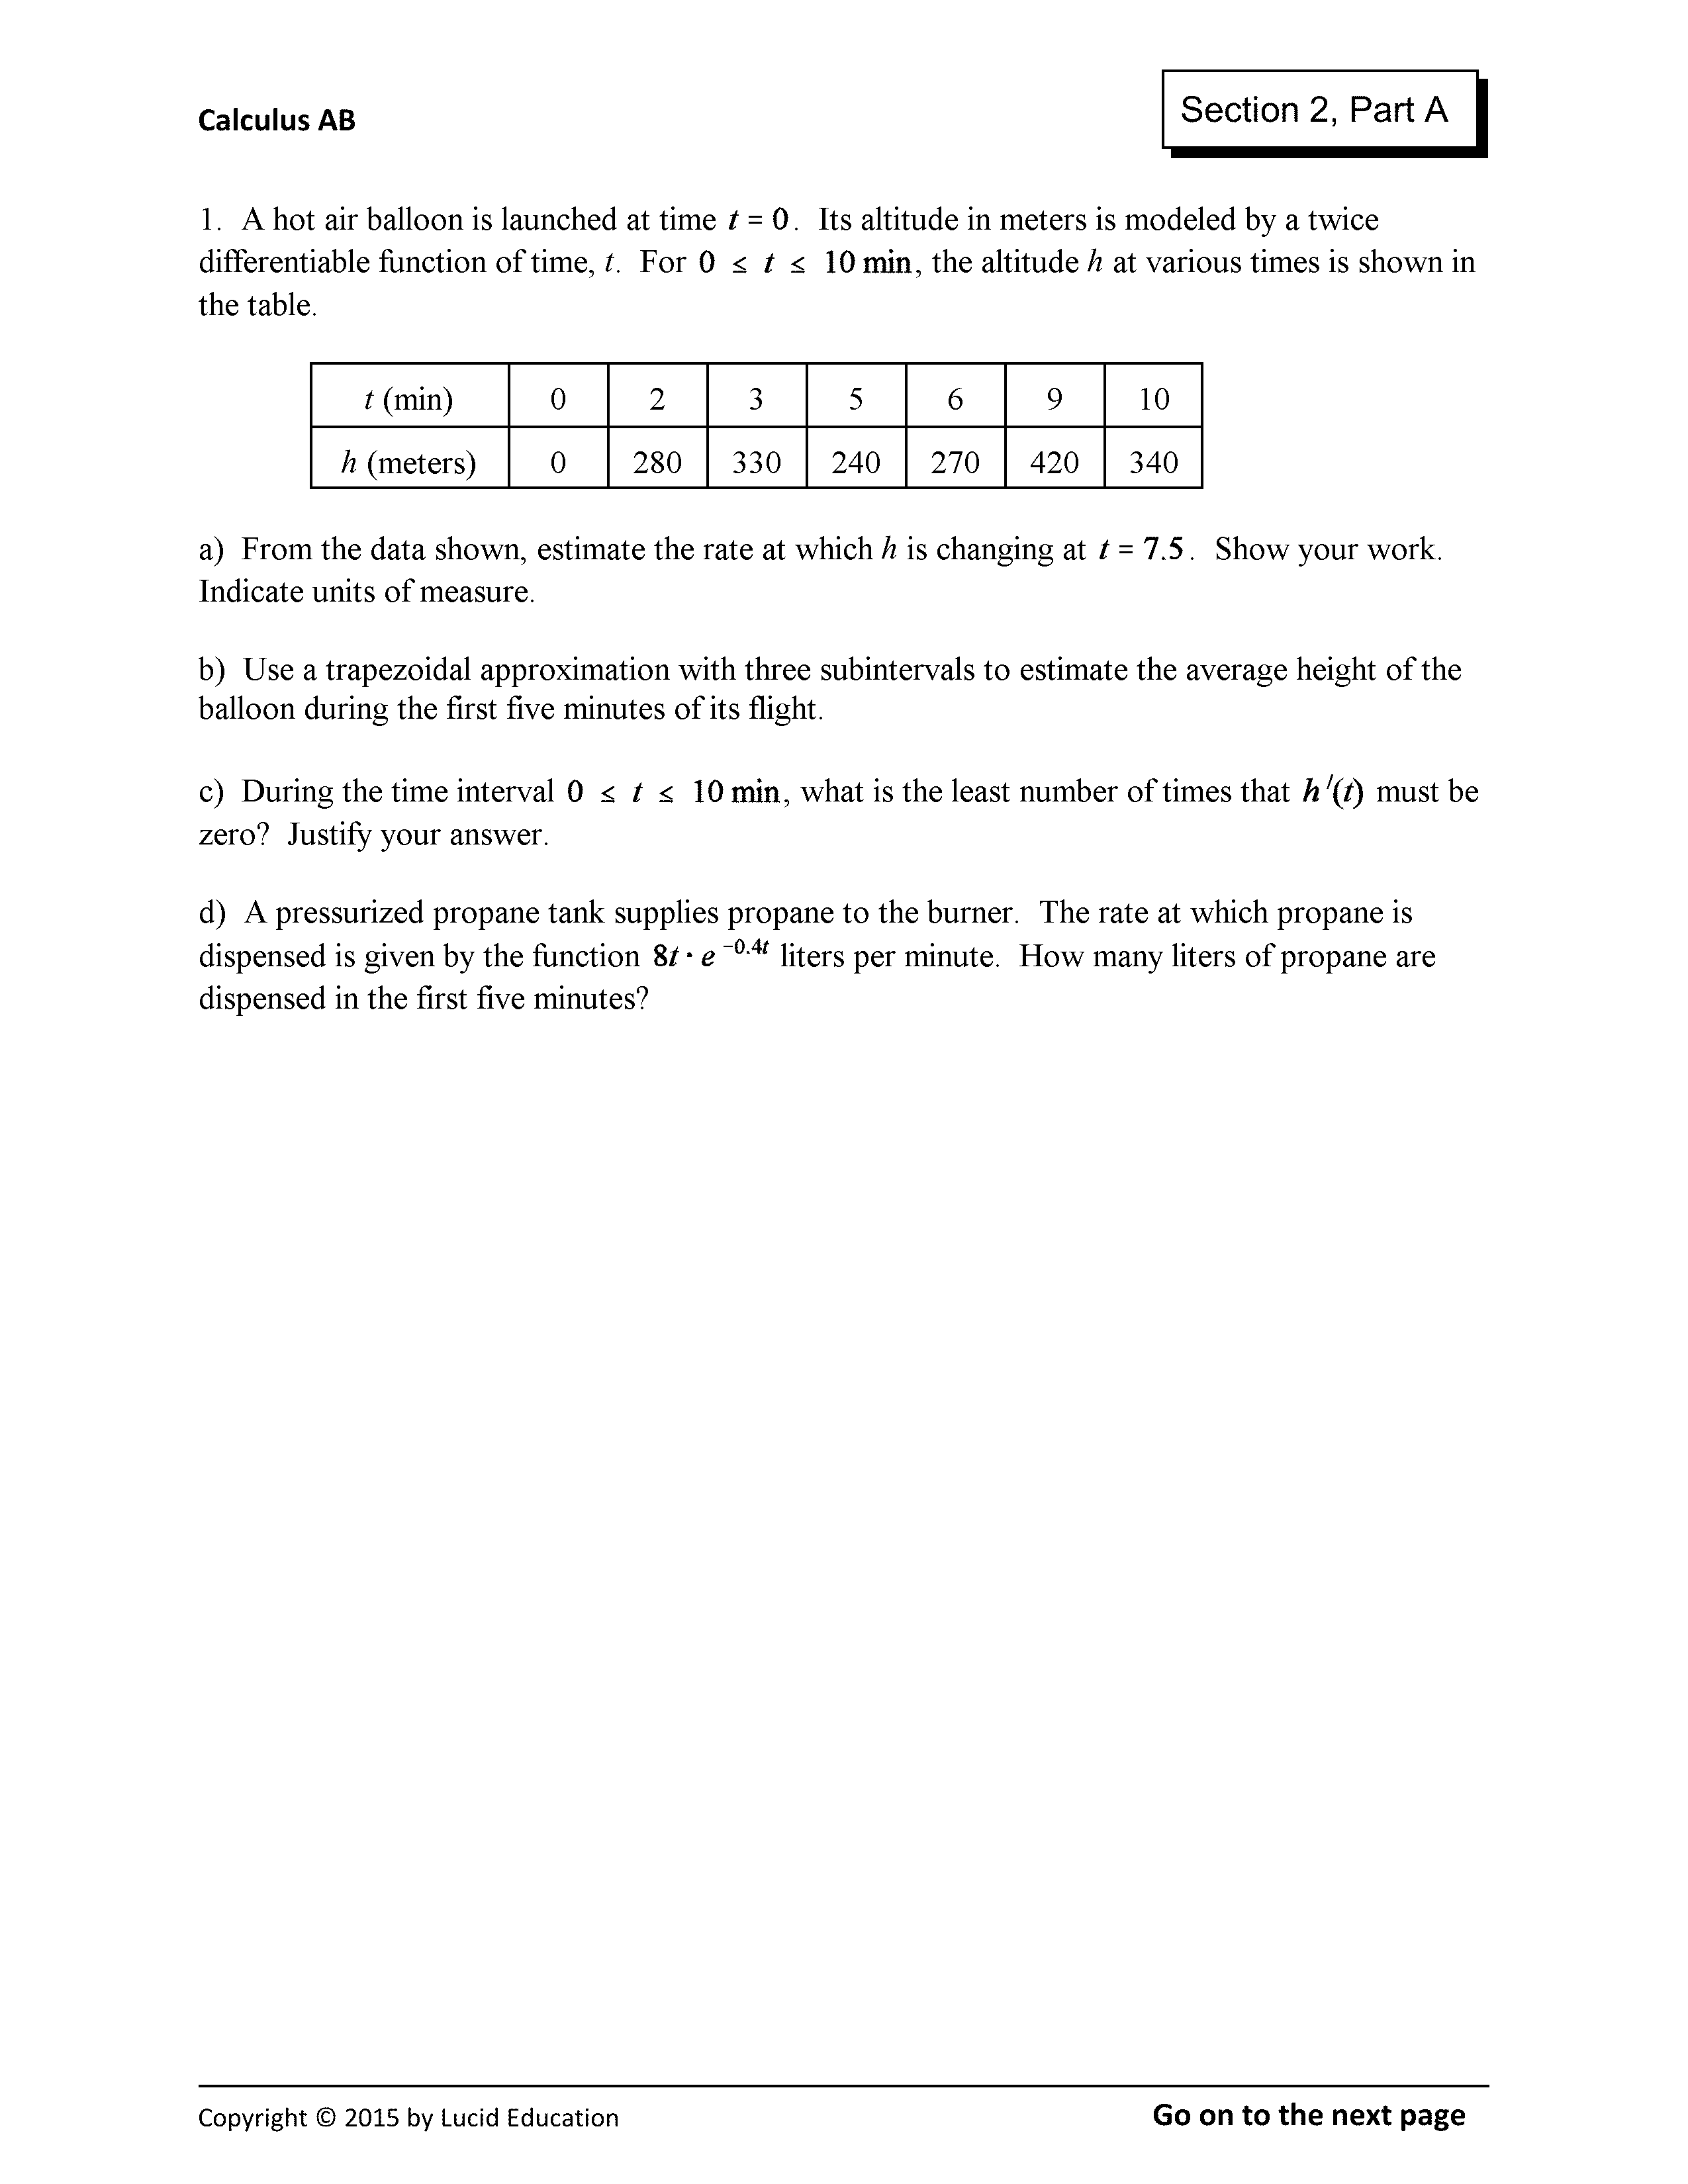 Calculus AB
Section 2, Part A
1. A hot air balloon is launched at time t = 0. Its altitude in meters is modeled by a twice
differentiable function of time, t. For 0 ≤ t ≤ 10 min, the altitude h at various times is shown in
the table.
t (min) 0 2 3 5 6 9 10
h (meters) 0 280 330 240 270 420 340
a) From the data shown, estimate the rate at which h is changing at t = 7.5. Show your work.
Indicate units of measure.
b) Use a trapezoidal approximation with three subintervals to estimate the average height of the
balloon during the first five minutes of its flight.
c) During the time interval 0 ≤ t ≤ 10 min, what is the least number of times that h′(t) must be
zero? Justify your answer.
d) A pressurized propane tank supplies propane to the burner. The rate at which propane is
dispensed is given by the function 8t · e^−0.4t liters per minute. How many liters of propane are
dispensed in the first five minutes?
Copyright © 2015 by Lucid Education
Go on to the next page